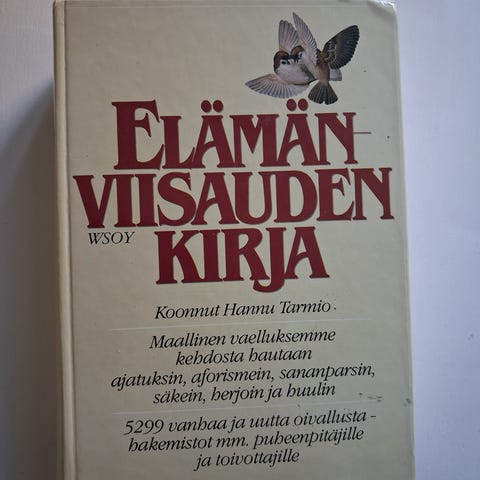 ELÄMÄN-
VIISAUDEN
WSOY
KIRJA
Koonnut Hannu Tarmio
Maallinen vaelluksemme
kehdosta hautaan
ajatuksin, aforismein, sananparsin,
säkein, herjoin ja huulin
5299 vanhaa ja uutta oivallusta -
hakemistot mm. puheenpitäjille
ja toivottajille